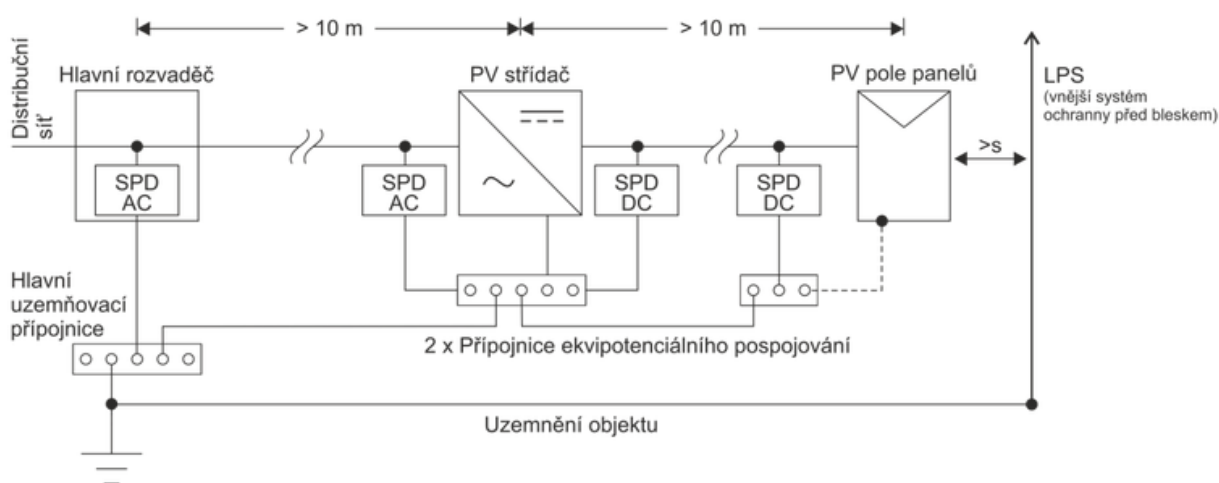 > 10 m
> 10 m
Distribuční
síť
Hlavní rozvaděč
PV střídač
PV pole panelů
LPS
(vnější systém
ochranny před bleskem)
>s
SPD
AC
SPD
AC
SPD
DC
SPD
DC
Hlavní
uzemňovací
přípojnice
2 x Přípojnice ekvipotenciálního pospojování
Uzemnění objektu